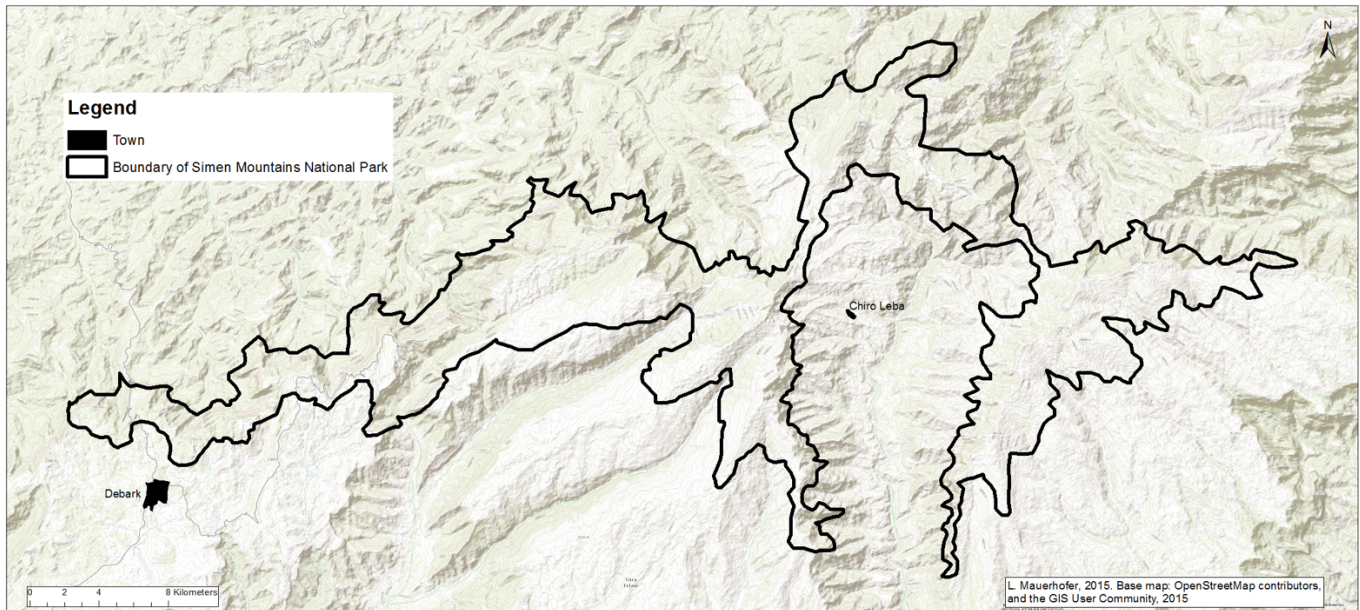 N
Legend
Town
Boundary of Simen Mountains National Park
Chiro Leba
Debark
0 2 4 8 Kilometers
L. Mauerhofer, 2015. Base map: OpenStreetMap contributors,
and the GIS User Community, 2015